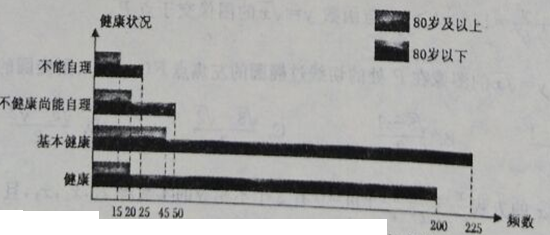 健康状况
80岁及以上
80岁以下
不能自理
不健康尚能自理
基本健康
健康
15 20 25 45 50 200 225 频数